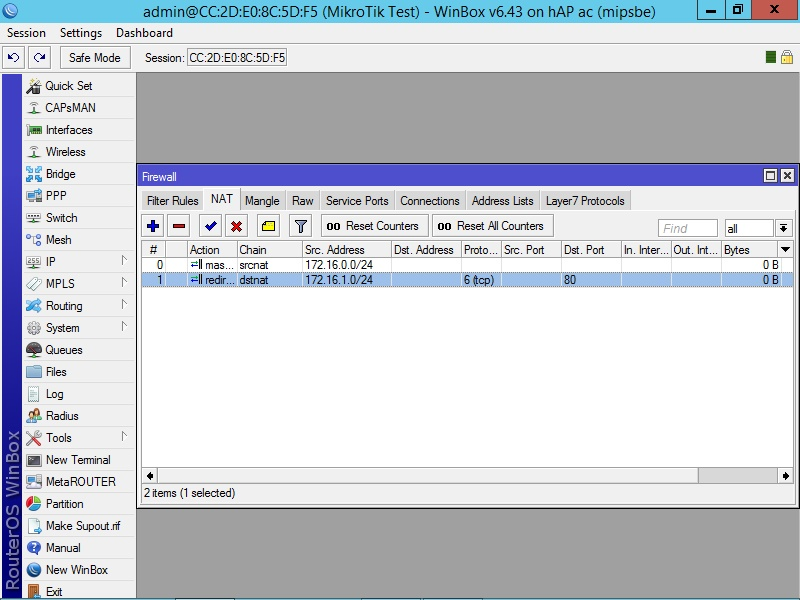 admin@CC:2D:E0:8C:5D:F5 (MikroTik Test) - WinBox v6.43 on hAP ac (mipsbe)
Session Settings Dashboard
Safe Mode Session: CC:2D:E0:8C:5D:F5
Quick Set
CAPsMAN
Interfaces
Wireless
Bridge
PPP
Switch
Mesh
IP
MPLS
Routing
System
Queues
Files
Log
Radius
Tools
New Terminal
MetaROUTER
Partition
Make Supout.rif
Manual
New WinBox
Exit
RouterOS WinBox
Firewall
Filter Rules NAT Mangle Raw Service Ports Connections Address Lists Layer7 Protocols
00 Reset Counters 00 Reset All Counters Find all
# Action Chain Src. Address Dst. Address Proto... Src. Port Dst. Port In. Inter... Out. Int... Bytes
0 mas... srcnat 172.16.0.0/24 0 B
1 redir... dstnat 172.16.1.0/24 6 (tcp) 80 0 B
2 items (1 selected)